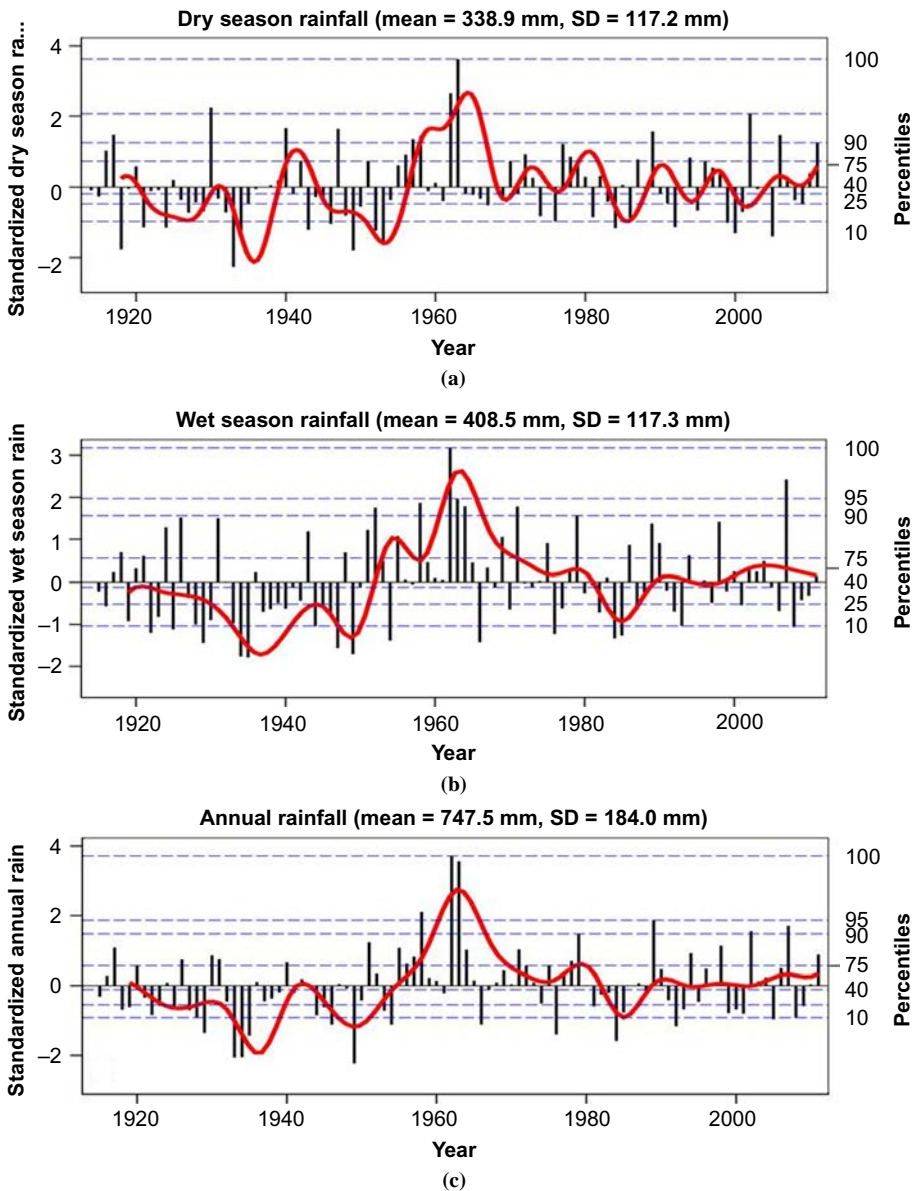 Dry season rainfall (mean = 338.9 mm, SD = 117.2 mm)
Standardized dry season ra...
4
2
0
–2
100
90
75
40
25
10
Percentiles
1920 1940 1960 1980 2000
Year
(a)
Wet season rainfall (mean = 408.5 mm, SD = 117.3 mm)
Standardized wet season rain
3
2
1
0
–1
–2
100
95
90
75
40
25
10
Percentiles
1920 1940 1960 1980 2000
Year
(b)
Annual rainfall (mean = 747.5 mm, SD = 184.0 mm)
Standardized annual rain
4
2
0
–2
100
95
90
75
40
10
Percentiles
1920 1940 1960 1980 2000
Year
(c)